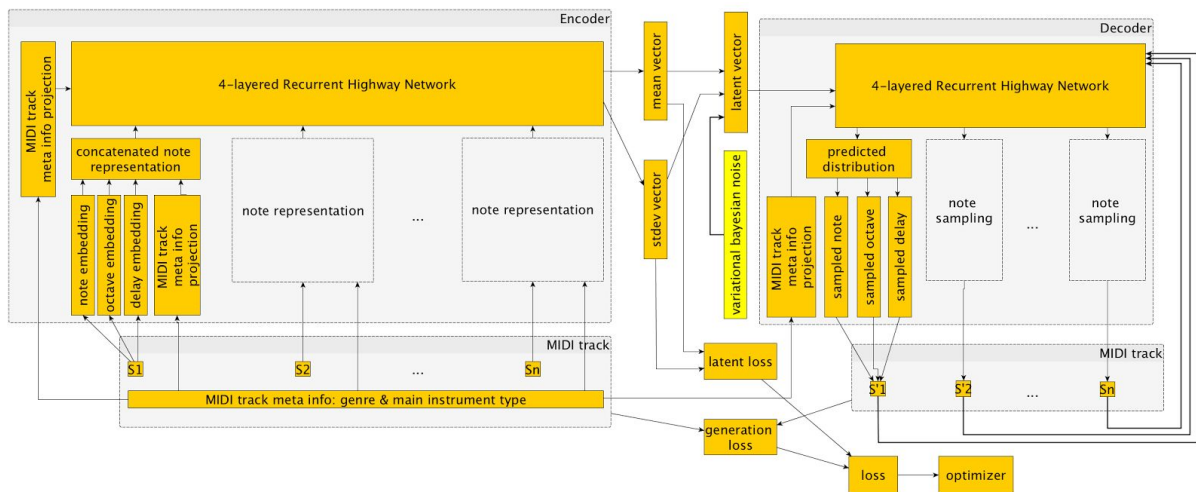 Encoder
MIDI track
meta info projection
4-layered Recurrent Highway Network
concatenated note
representation
note embedding
octave embedding
delay embedding
MIDI track
meta info
projection
note representation
...
note representation
mean vector
stdev vector
latent vector
variational bayesian noise
Decoder
4-layered Recurrent Highway Network
MIDI track
meta info
projection
predicted
distribution
sampled note
sampled octave
sampled delay
note
sampling
...
note
sampling
MIDI track
S1
S2
...
Sn
MIDI track meta info: genre & main instrument type
latent loss
generation
loss
loss
optimizer
MIDI track
S'1
S'2
...
Sn